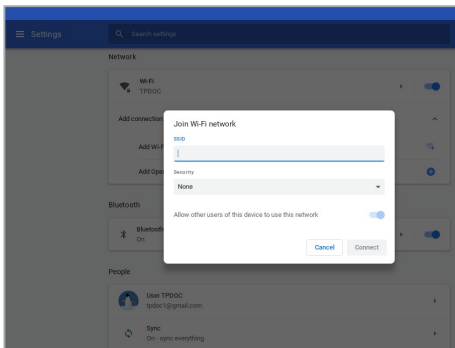 Settings
Search settings
Network
Wi-Fi
TPDOC
Add connection
Add Wi-F
Add Ope
Join Wi-Fi network
SSID
Security
None
Allow other users of this device to use this network
Cancel
Connect
Bluetooth
Bluetooth
On
People
User TPDOC
tpdoc1@gmail.com
Sync
On - sync everything